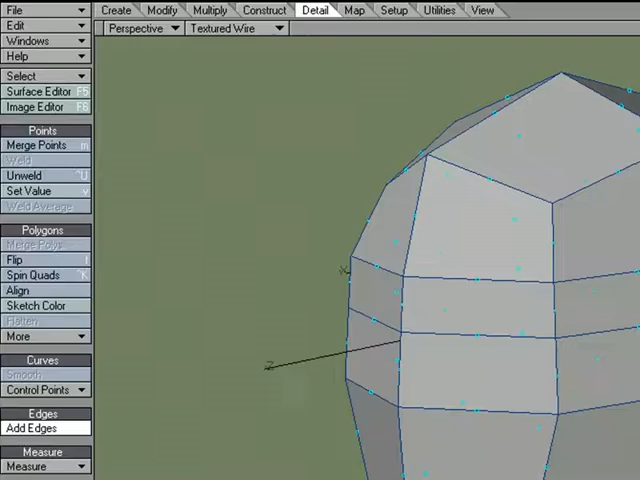 File Create Modify Multiply Construct Detail Map Setup Utilities View
Edit Perspective Textured Wire
Windows
Help
Select
Surface Editor F5
Image Editor F6
Points
Merge Points m
Weld
Unweld ^U
Set Value v
Weld Average
Polygons
Merge Polys
Flip f
Spin Quads ^K
Align
Sketch Color
Flatten
More
Curves
Smooth
Control Points
Edges
Add Edges
Measure
Measure
X
Z